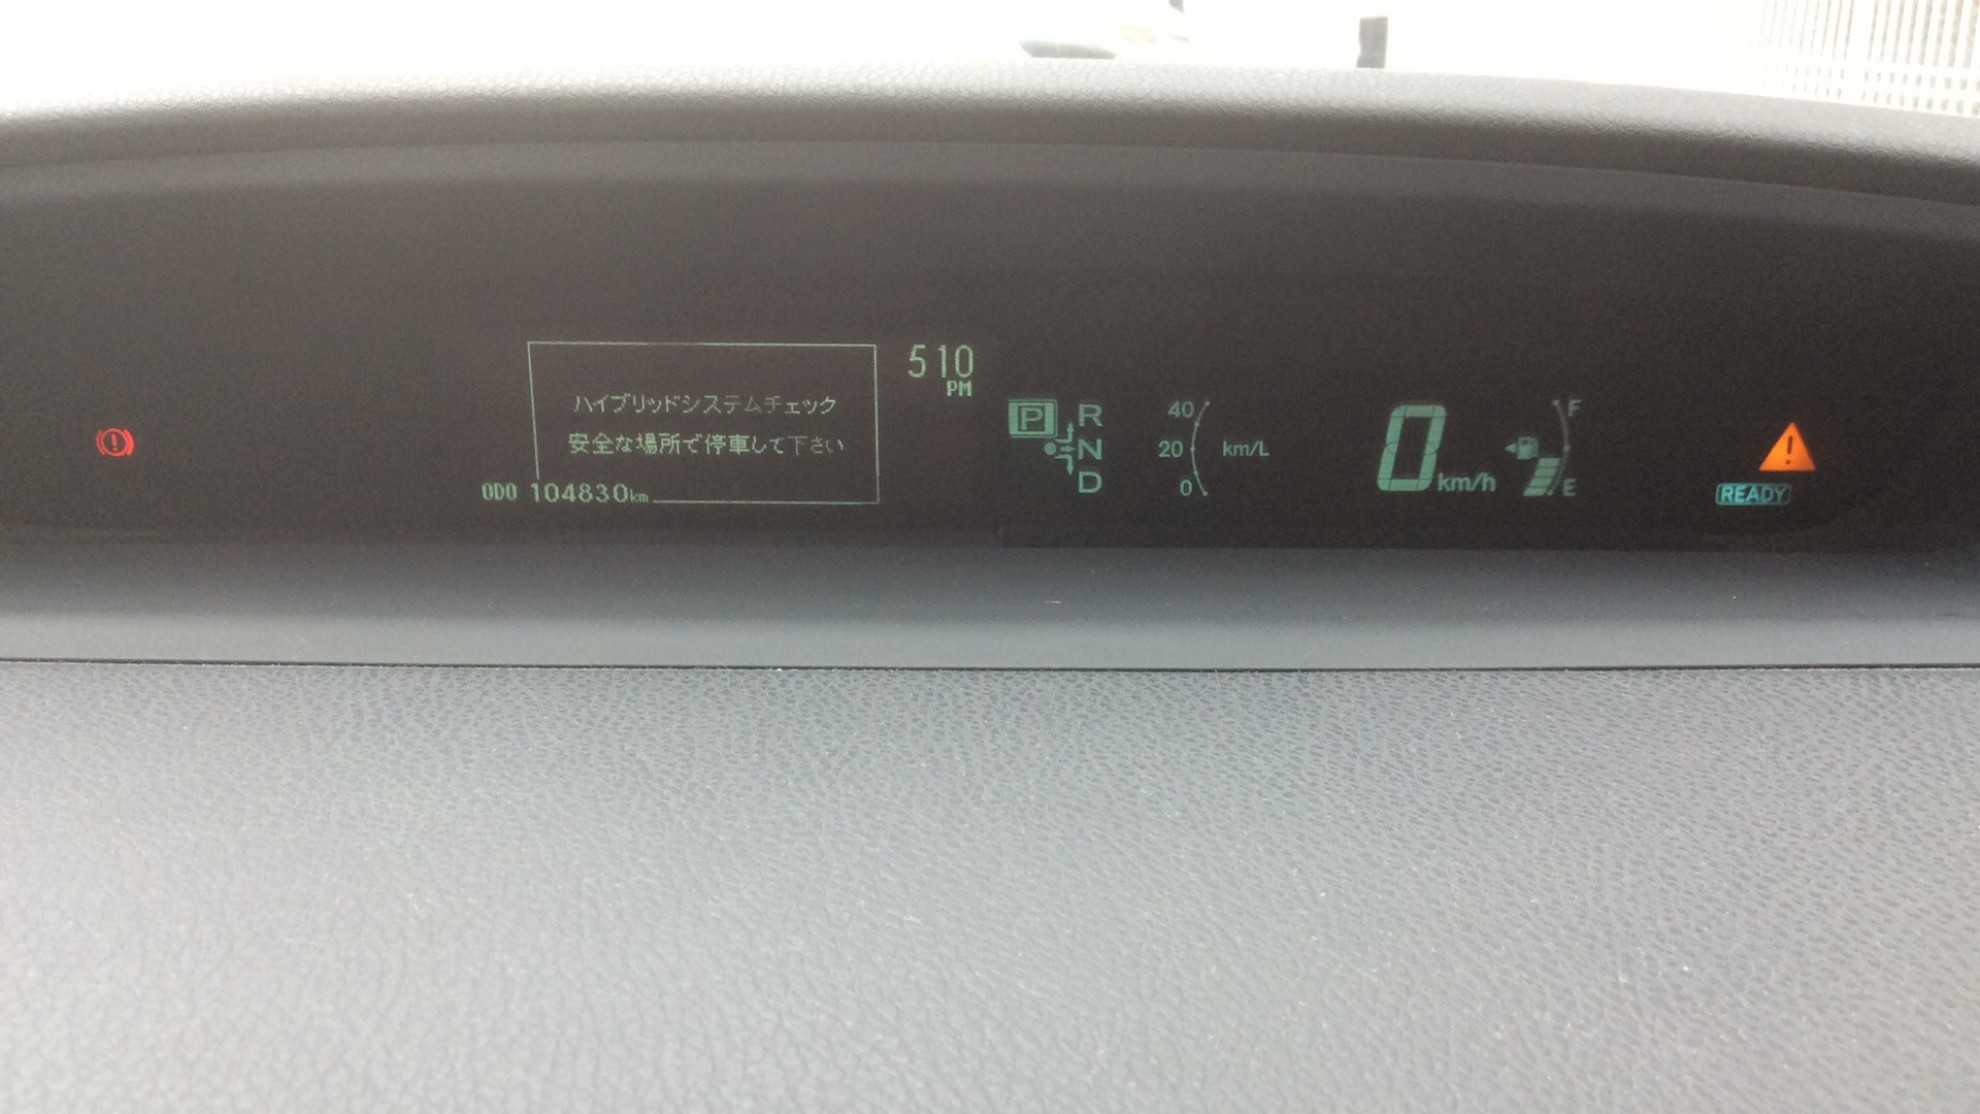 510
PM
ハイブリッドシステムチェック
安全な場所で停車して下さい
ODO 104830km
P R
N
D
40
20 km/L
0
0 km/h
F
E
READY